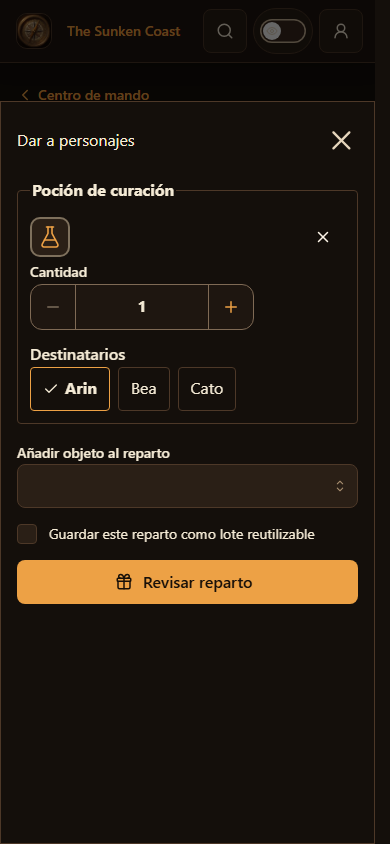 The Sunken Coast
Centro de mando
Dar a personajes
Poción de curación
Cantidad
1
Destinatarios
Arin
Bea
Cato
Añadir objeto al reparto
Guardar este reparto como lote reutilizable
Revisar reparto